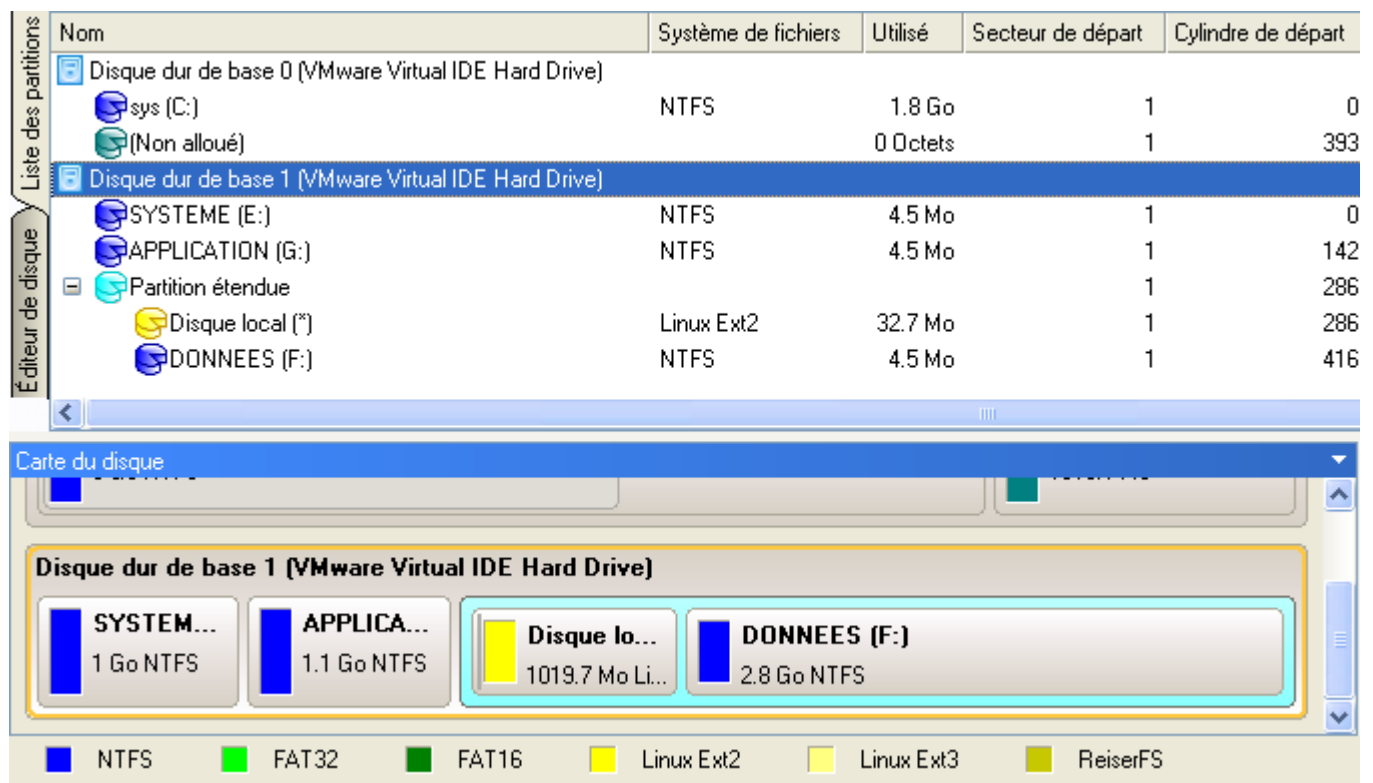 Liste des partitions
Éditeur de disque
Nom Système de fichiers Utilisé Secteur de départ Cylindre de départ
Disque dur de base 0 (VMware Virtual IDE Hard Drive)
sys (C:) NTFS 1.8 Go 1 0
(Non alloué) 0 Octets 1 393
Disque dur de base 1 (VMware Virtual IDE Hard Drive)
SYSTEME (E:) NTFS 4.5 Mo 1 0
APPLICATION (G:) NTFS 4.5 Mo 1 142
Partition étendue 1 286
Disque local (*) Linux Ext2 32.7 Mo 1 286
DONNEES (F:) NTFS 4.5 Mo 1 416
Carte du disque
Disque dur de base 1 (VMware Virtual IDE Hard Drive)
SYSTEM... APPLICA... Disque lo... DONNEES (F:)
1 Go NTFS 1.1 Go NTFS 1019.7 Mo Li... 2.8 Go NTFS
NTFS FAT32 FAT16 Linux Ext2 Linux Ext3 ReiserFS